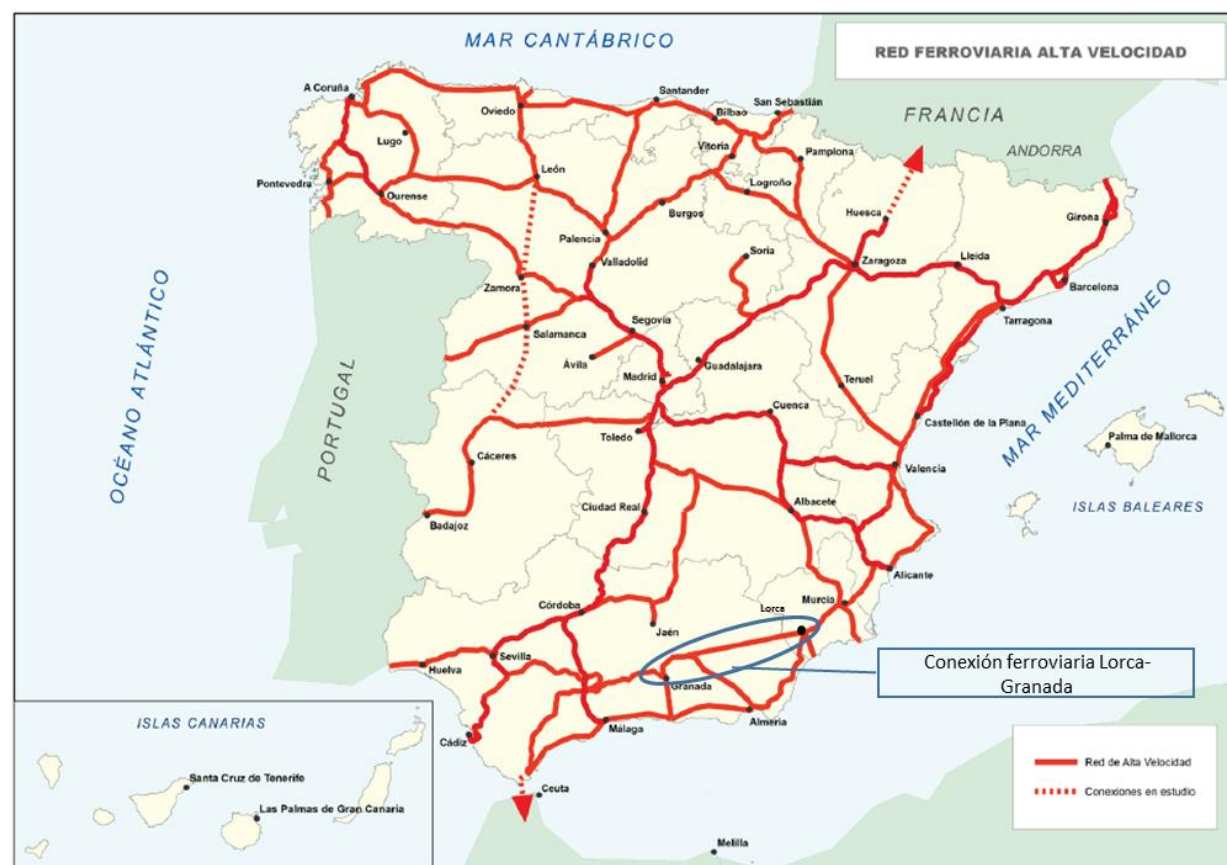 MAR CANTÁBRICO
RED FERROVIARIA ALTA VELOCIDAD
A Coruña
Oviedo
Santander
San Sebastián
Bilbao
FRANCIA
Lugo
Vitoria
Pamplona
ANDORRA
León
Pontevedra
Ourense
Logroño
Burgos
Huesca
Girona
Palencia
Soria
Valladolid
Zaragoza
Lleida
Zamora
Barcelona
Tarragona
Salamanca
Segovia
Ávila
Guadalajara
Madrid
Teruel
OCÉANO ATLÁNTICO
PORTUGAL
MAR MEDITERRÁNEO
Cuenca
Castellón de la Plana
Toledo
Palma de Mallorca
Cáceres
Valencia
Ciudad Real
Albacete
ISLAS BALEARES
Badajoz
Alicante
Córdoba
Lorca
Murcia
Jaén
Sevilla
Huelva
Conexión ferroviaria Lorca-
Granada
Granada
Almería
Málaga
ISLAS CANARIAS
Cádiz
Red de Alta Velocidad
Santa Cruz de Tenerife
Conexiones en estudio
Ceuta
Las Palmas de Gran Canaria
Melilla